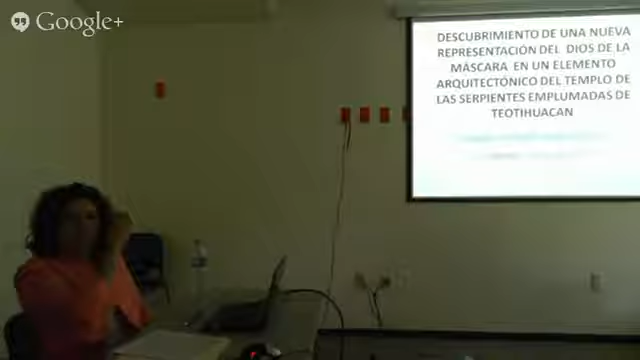 Google+
DESCUBRIMIENTO DE UNA NUEVA
REPRESENTACIÓN DEL DIOS DE LA
MÁSCARA EN UN ELEMENTO
ARQUITECTÓNICO DEL TEMPLO DE
LAS SERPIENTES EMPLUMADAS DE
TEOTIHUACAN